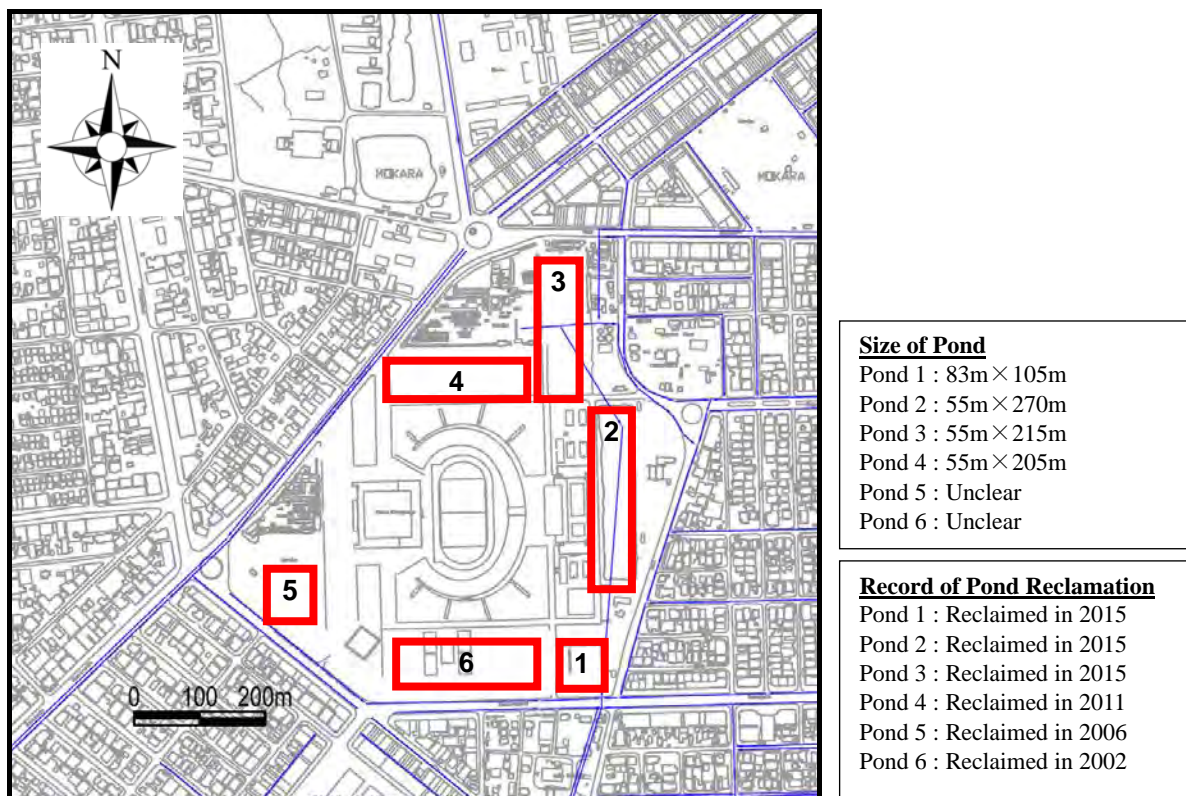 N
MOKARA
MOKARA
3
4
2
5
6
1
0 100 200m
Size of Pond
Pond 1 : 83m×105m
Pond 2 : 55m×270m
Pond 3 : 55m×215m
Pond 4 : 55m×205m
Pond 5 : Unclear
Pond 6 : Unclear
Record of Pond Reclamation
Pond 1 : Reclaimed in 2015
Pond 2 : Reclaimed in 2015
Pond 3 : Reclaimed in 2015
Pond 4 : Reclaimed in 2011
Pond 5 : Reclaimed in 2006
Pond 6 : Reclaimed in 2002